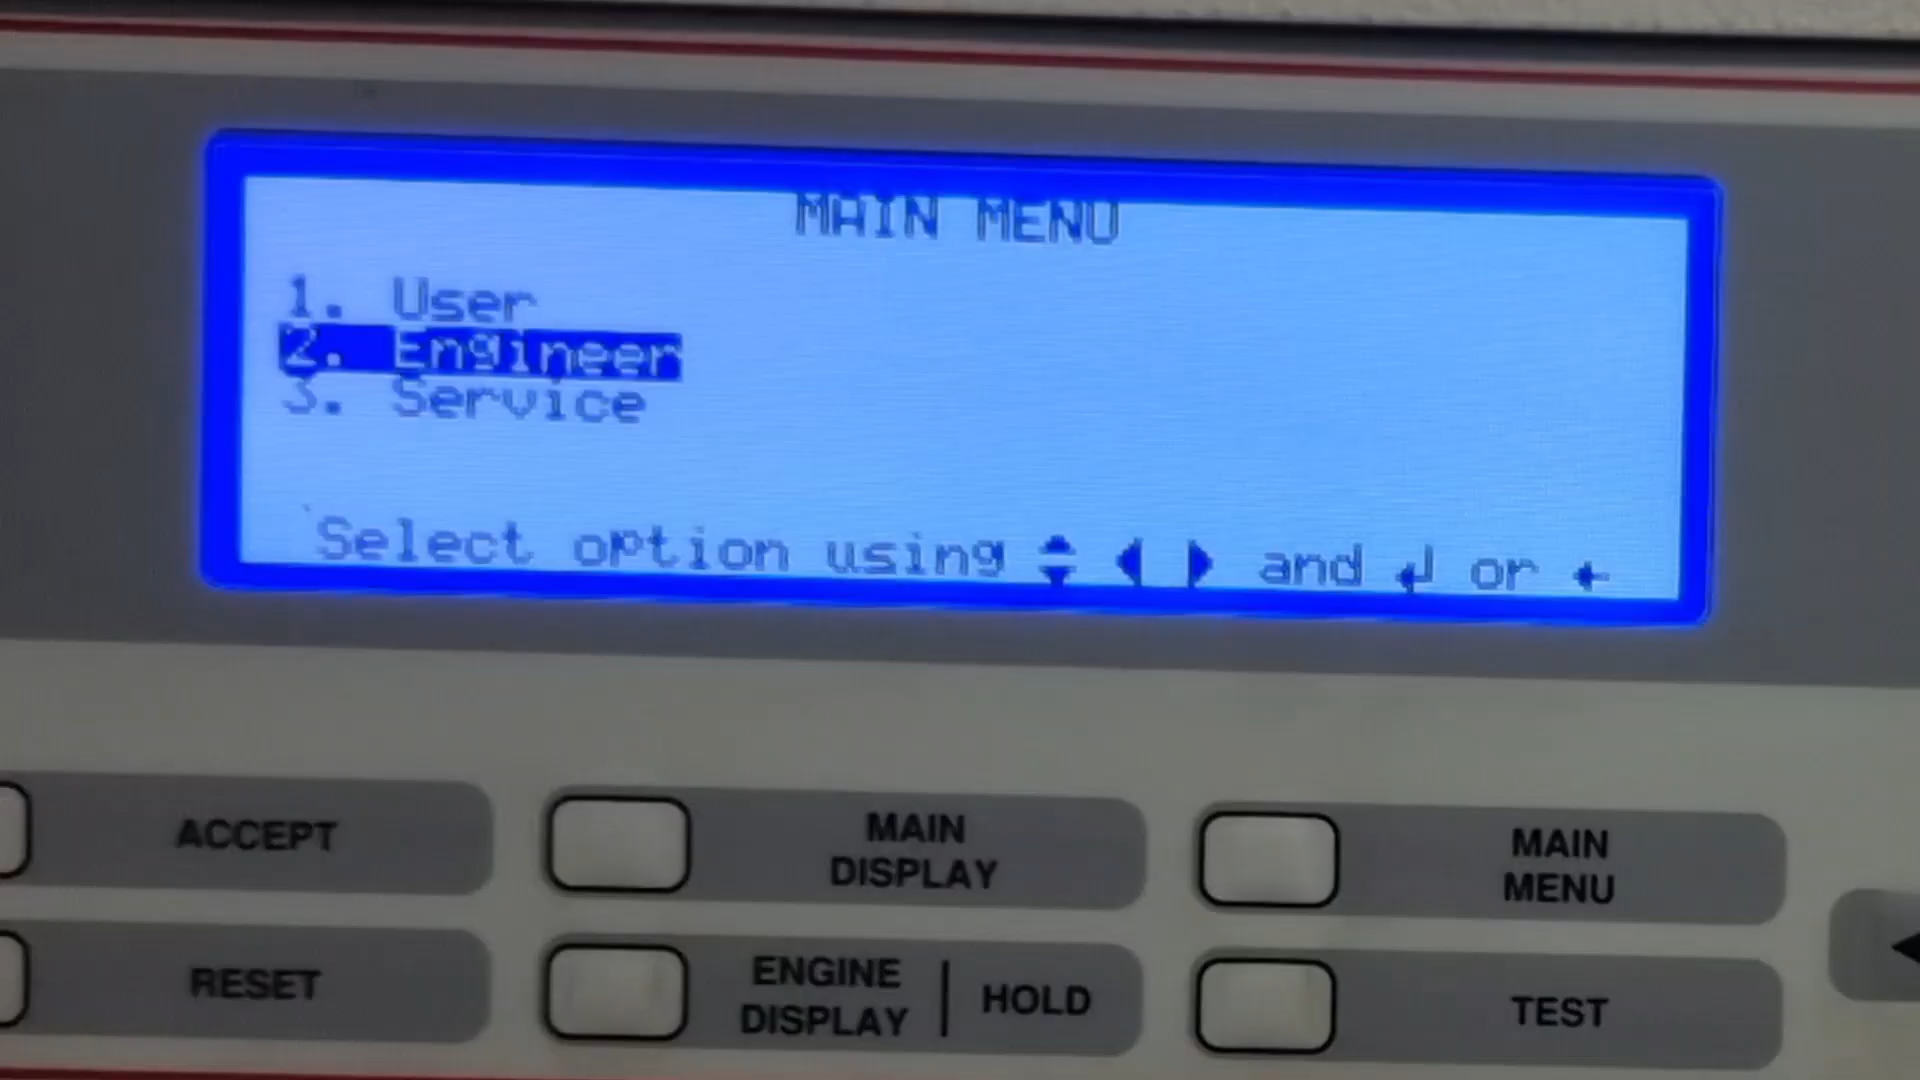 MAIN MENU
1. User
2. Engineer
3. Service
Select option using ▲▼ ◀ ▶ and ↵ or ←
ACCEPT
MAIN DISPLAY
MAIN MENU
RESET
ENGINE DISPLAY | HOLD
TEST